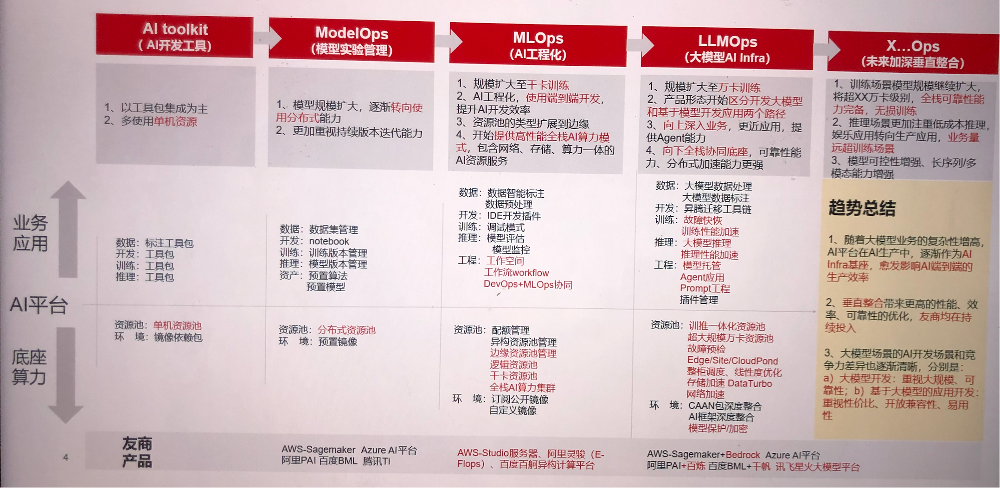 AI toolkit
（ AI开发工具）
ModelOps
（模型实验管理）
MLOps
（AI工程化）
LLMOps
（大模型AI Infra）
X...Ops
（未来加深垂直整合）
1、以工具包集成为主
2、多使用单机资源
1、模型规模扩大，逐渐转向使
用分布式能力
2、更加重视持续版本迭代能力
1、规模扩大至千卡训练
2、AI工程化，使用端到端开发，
提升AI开发效率
3、资源池的类型扩展到边缘
4、开始提供高性能全栈AI算力模
式，包含网络、存储、算力一体的
AI资源服务
1、规模扩大至万卡训练
2、产品形态开始区分开发大模型
和基于模型开发应用两个路径
3、向上深入业务，更近应用，提
供Agent能力
4、向下全栈协同底座，可靠性能
力、分布式加速能力更强
1、训练场景模型规模继续扩大，
将超XX万卡级别，全栈可靠性能
力完备，无损训练
2、推理场景更加注重低成本推理，
娱乐应用转向生产应用，业务量
远超训练场景
3、模型可控性增强、长序列/多
模态能力增强
业务
应用
AI平台
底座
算力
数据：标注工具包
开发：工具包
训练：工具包
推理：工具包
数据：数据集管理
开发：notebook
训练：训练版本管理
推理：模型版本管理
资产：预置算法
预置模型
数据：数据智能标注
数据预处理
开发：IDE开发插件
训练：调试模式
推理：模型评估
模型监控
工程：工作空间
工作流workflow
DevOps+MLOps协同
数据：大模型数据处理
大模型数据标注
开发：昇腾迁移工具链
训练：故障快恢
训练性能加速
推理：大模型推理
推理性能加速
工程：模型托管
Agent应用
Prompt工程
插件管理
资源池：单机资源池
环 境：镜像依赖包
资源池：分布式资源池
环 境：预置镜像
资源池：配额管理
异构资源池管理
边缘资源池管理
逻辑资源池
千卡资源池
全栈AI算力集群
环 境：订阅公开镜像
自定义镜像
资源池：训推一体化资源池
超大规模万卡资源池
故障预检
Edge/Site/CloudPond
整柜调度、线性度优化
存储加速 DataTurbo
网络加速
环 境：CAAN包深度整合
AI框架深度整合
模型保护/加密
趋势总结
1、随着大模型业务的复杂性增高，
AI平台在AI生产中，逐渐作为AI
Infra基座，愈发影响AI端到端的
生产效率
2、垂直整合带来更高的性能、效
率、可靠性的优化，友商均在持
续投入
3、大模型场景的AI开发场景和竞
争力差异也逐渐清晰，分别是：
a）大模型开发：重视大规模、可
靠性；b）基于大模型的应用开发：
重视性价比、开放兼容性、易用
性
友商
产品
AWS-Sagemaker Azure AI平台
阿里PAI 百度BML 腾讯Ti
AWS-Studio服务器、阿里灵骏（E-
Flops）、百度百舸异构计算平台
AWS-Sagemaker+Bedrock Azure AI平台
阿里PAI+百炼 百度BML+千帆 讯飞星火大模型平台
4